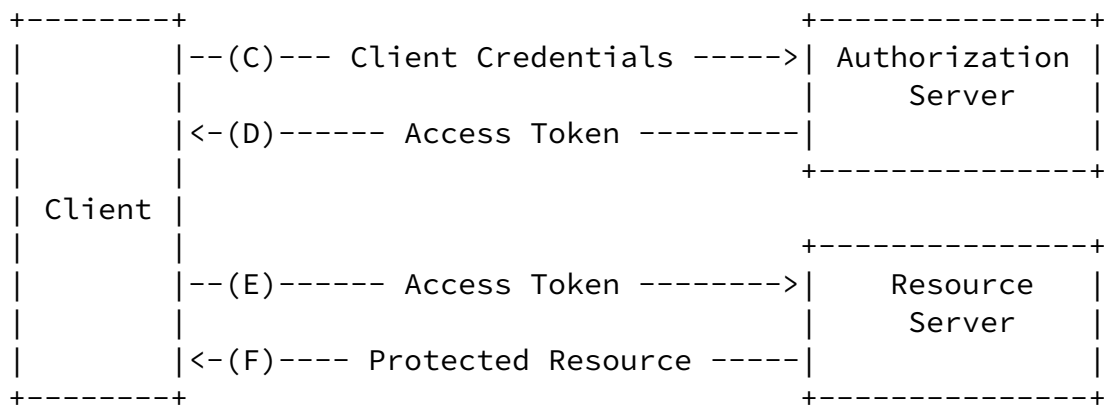 +--------+                                  +---------------+
|        |--(C)--- Client Credentials ----->| Authorization |
|        |                                  |     Server    |
|        |<-(D)------ Access Token ---------|               |
|        |                                  +---------------+
| Client |
|        |                                  +---------------+
|        |--(E)------ Access Token -------->|    Resource   |
|        |                                  |     Server    |
|        |<-(F)---- Protected Resource -----|               |
+--------+                                  +---------------+